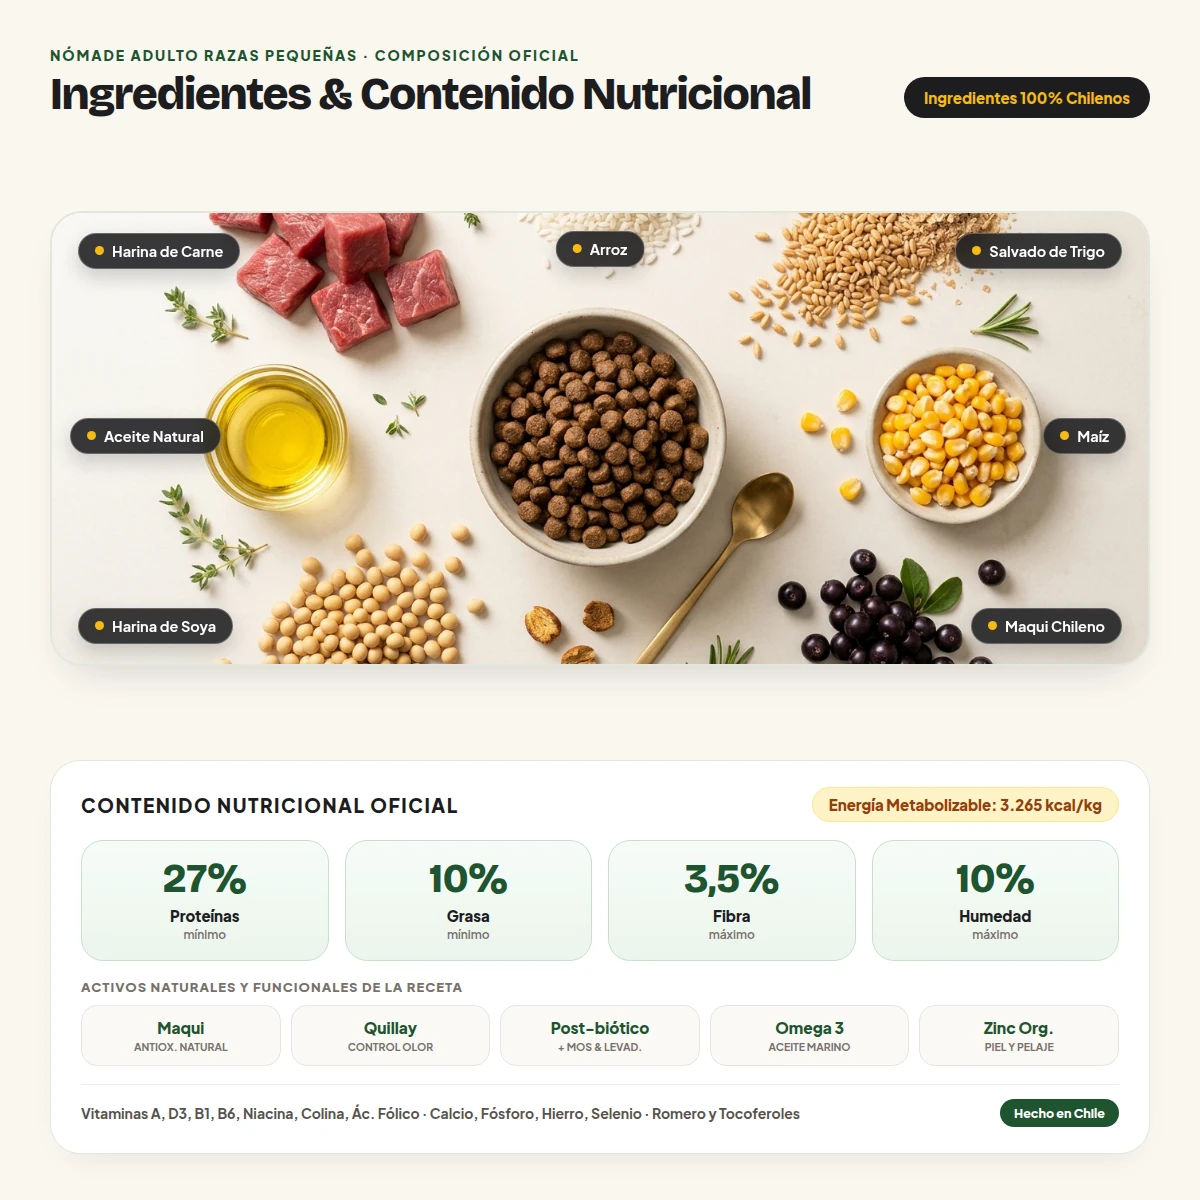 NÓMADE ADULTO RAZAS PEQUEÑAS · COMPOSICIÓN OFICIAL
Ingredientes & Contenido Nutricional
Ingredientes 100% Chilenos
Harina de Carne
Arroz
Salvado de Trigo
Aceite Natural
Maíz
Harina de Soya
Maqui Chileno
CONTENIDO NUTRICIONAL OFICIAL
Energía Metabolizable: 3.265 kcal/kg
27%
Proteínas
mínimo
10%
Grasa
mínimo
3,5%
Fibra
máximo
10%
Humedad
máximo
ACTIVOS NATURALES Y FUNCIONALES DE LA RECETA
Maqui
ANTIOX. NATURAL
Quillay
CONTROL OLOR
Post-biótico
+ MOS & LEVAD.
Omega 3
ACEITE MARINO
Zinc Org.
PIEL Y PELAJE
Vitaminas A, D3, B1, B6, Niacina, Colina, Ác. Fólico · Calcio, Fósforo, Hierro, Selenio · Romero y Tocoferoles
Hecho en Chile